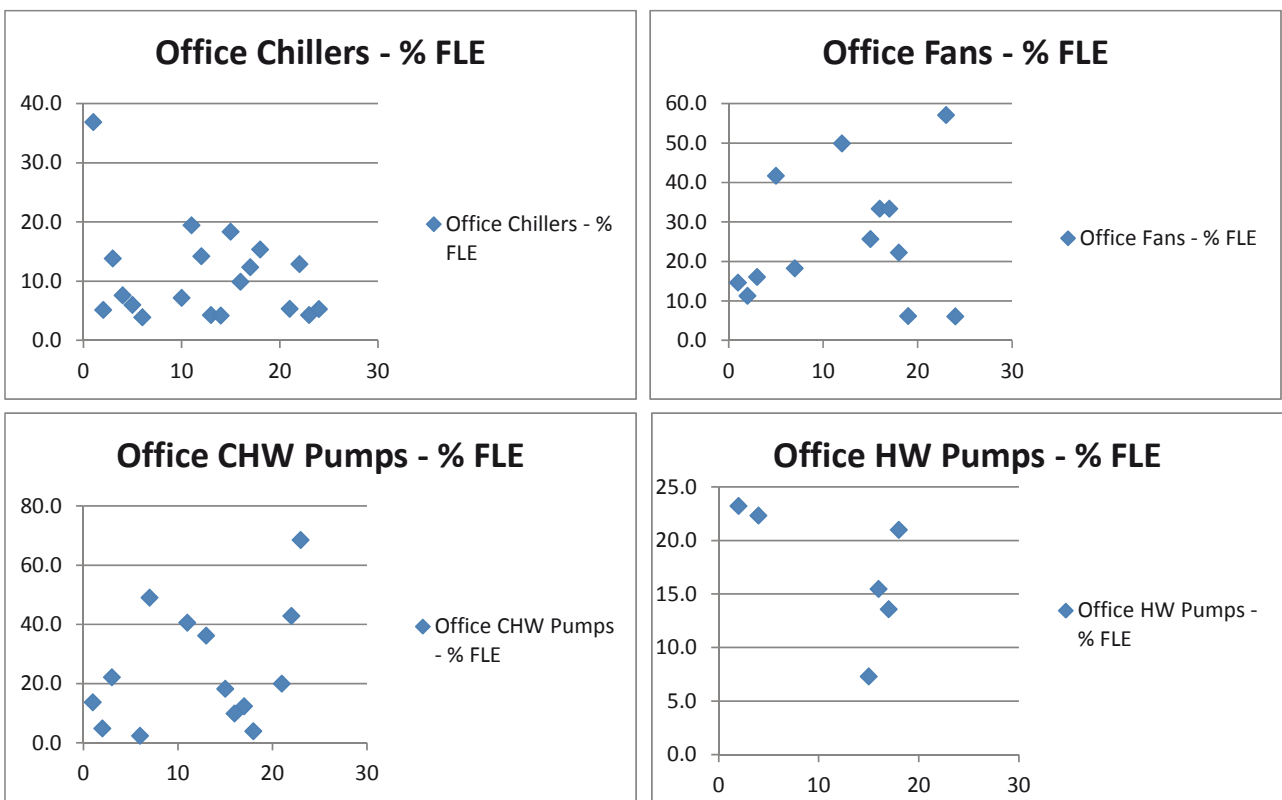 Office Chillers - % FLE
40.0
30.0
20.0
10.0
0.0
0 10 20 30
Office Chillers - %
FLE
Office Fans - % FLE
60.0
50.0
40.0
30.0
20.0
10.0
0.0
0 10 20 30
Office Fans - % FLE
Office CHW Pumps - % FLE
80.0
60.0
40.0
20.0
0.0
0 10 20 30
Office CHW Pumps
- % FLE
Office HW Pumps - % FLE
25.0
20.0
15.0
10.0
5.0
0.0
0 10 20 30
Office HW Pumps -
% FLE